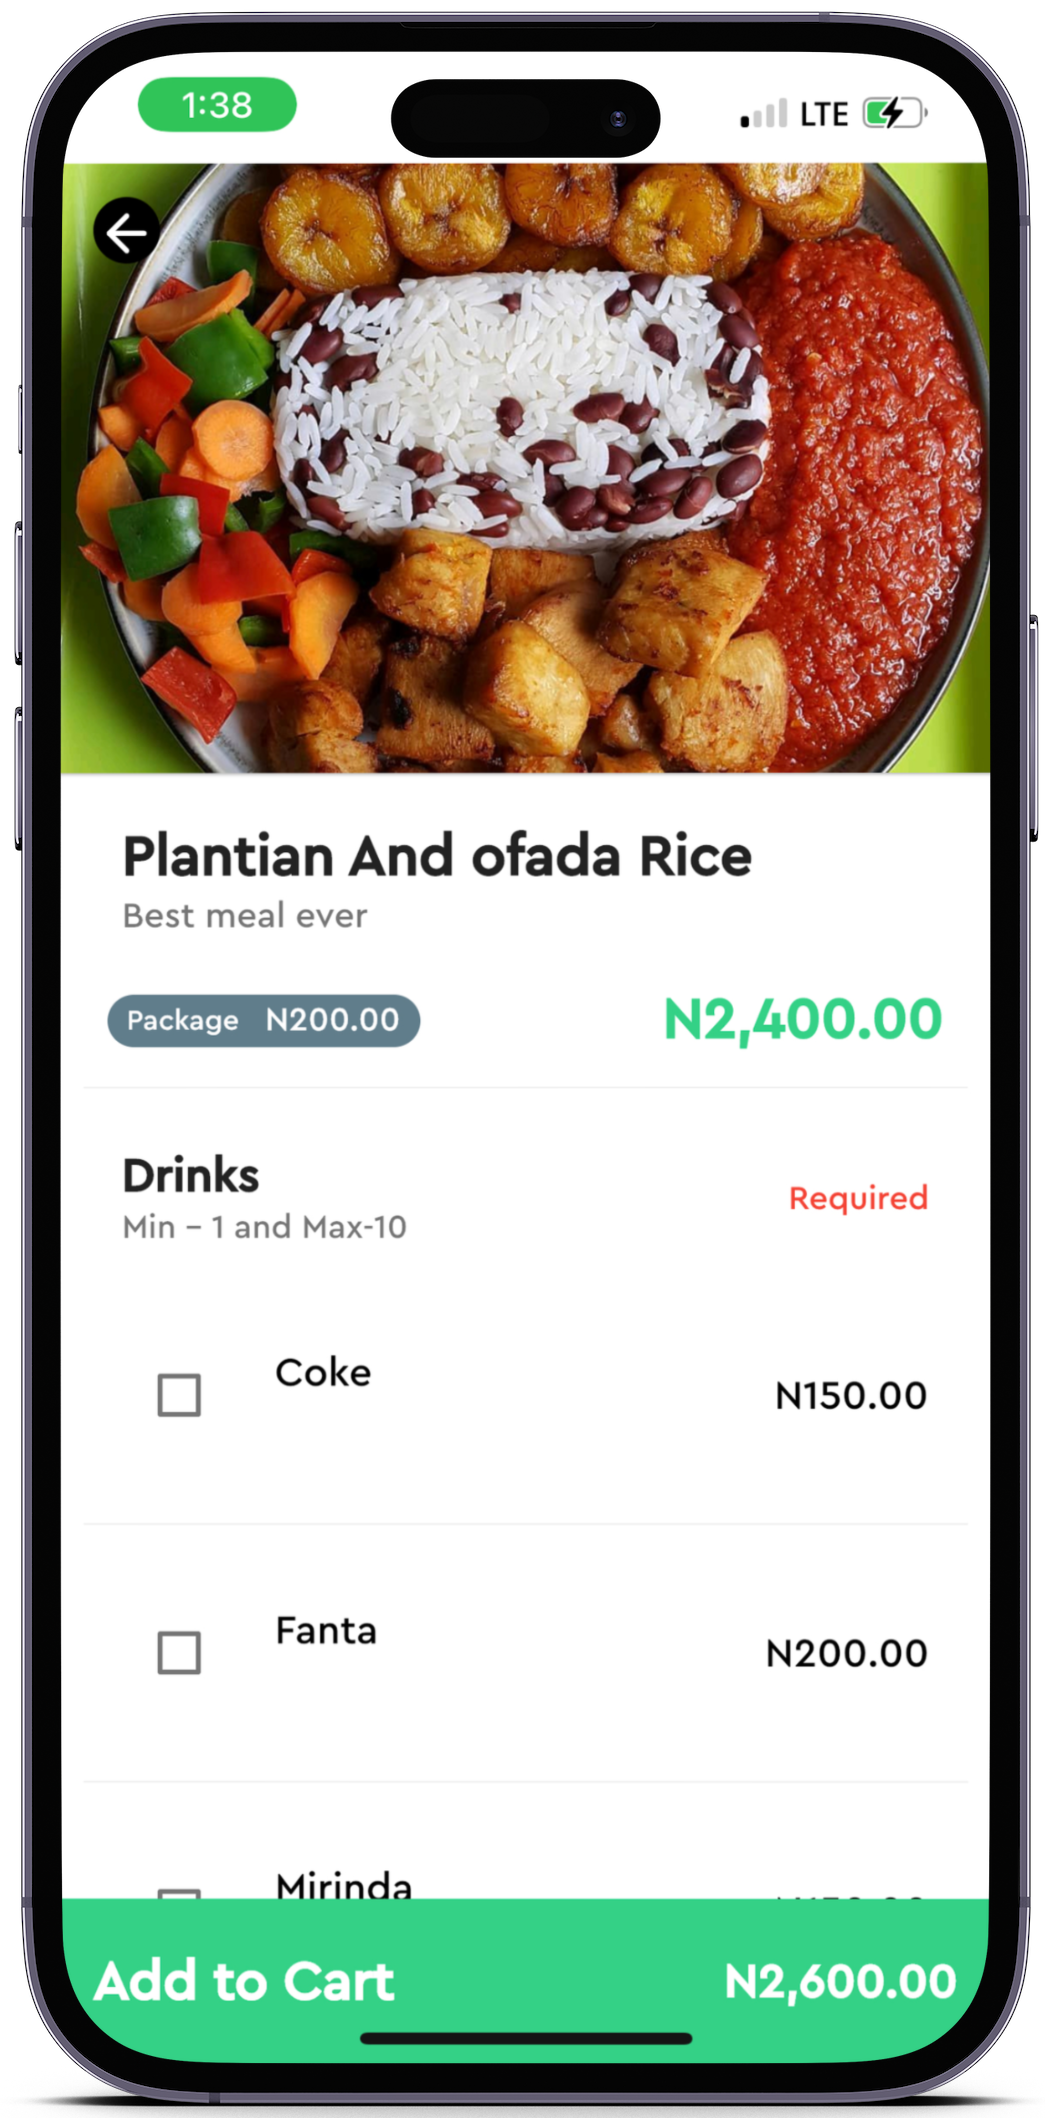 1:38
LTE
Plantian And ofada Rice
Best meal ever
Package N200.00
N2,400.00
Drinks
Required
Min - 1 and Max-10
Coke
N150.00
Fanta
N200.00
Mirinda
Add to Cart
N2,600.00